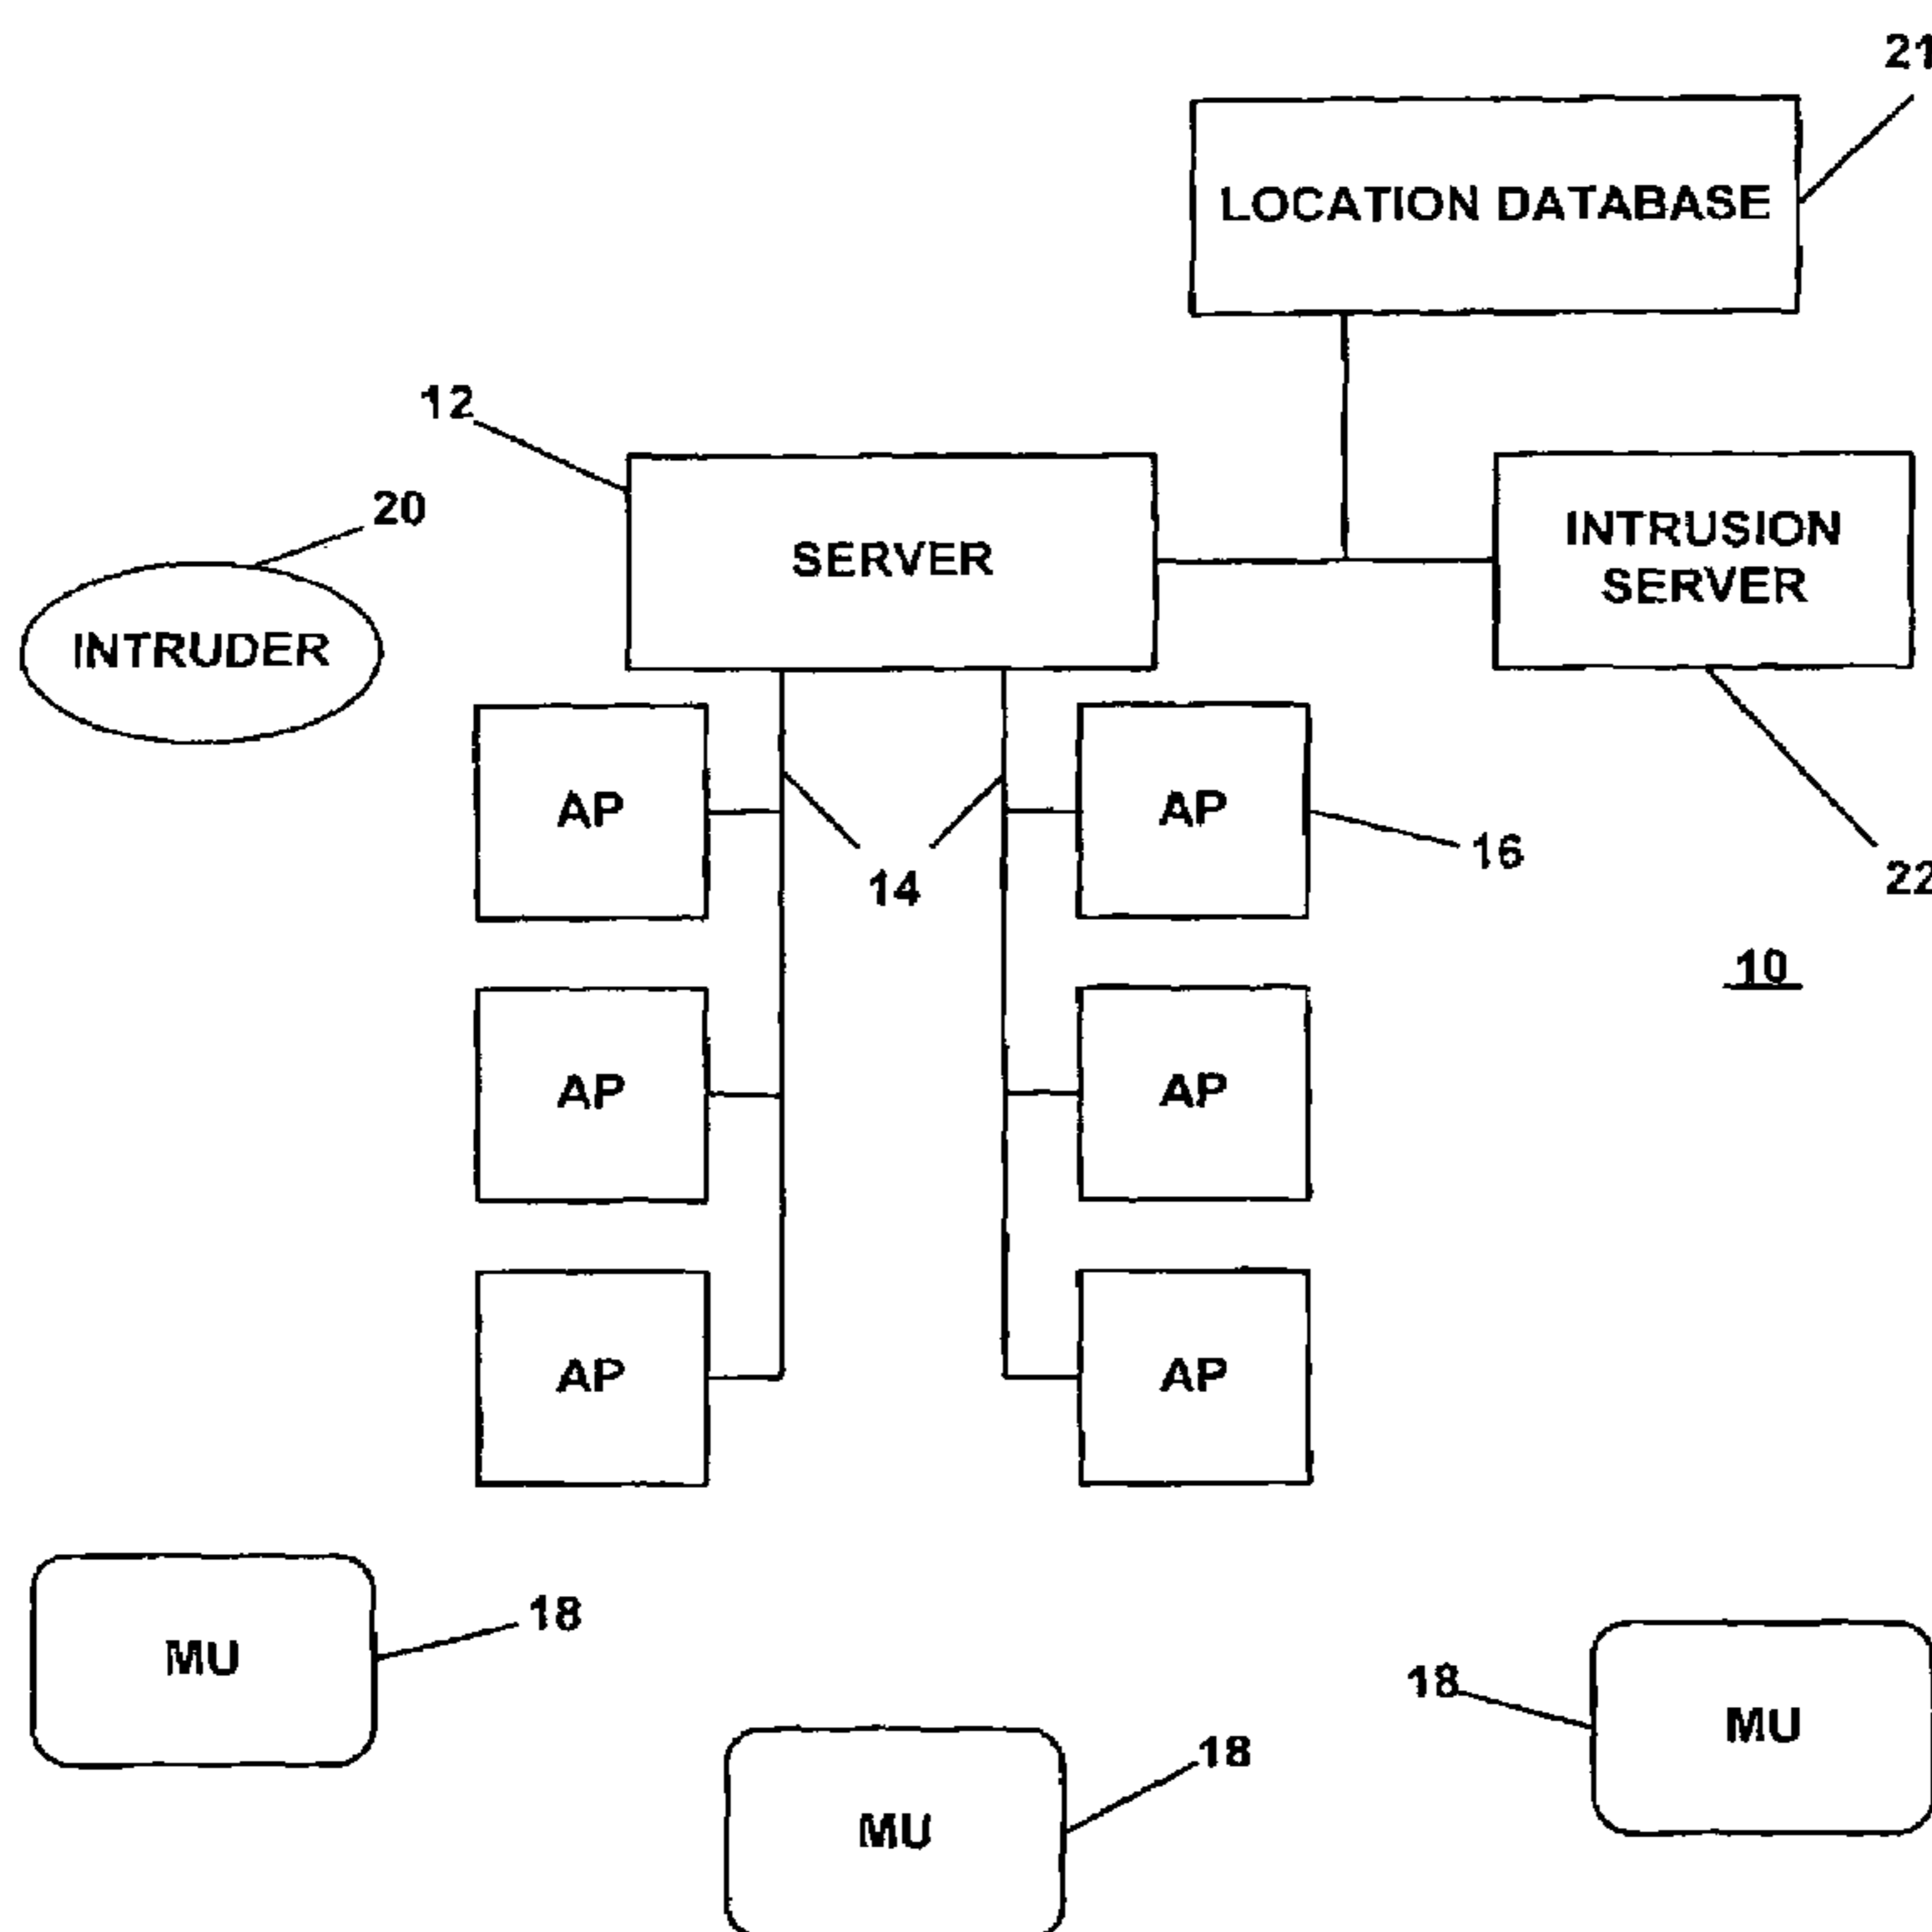 21
LOCATION DATABASE
12
20
SERVER
INTRUSION
SERVER
INTRUDER
AP
AP
16
14
22
10
AP
AP
AP
AP
18
MU
18
MU
18
MU